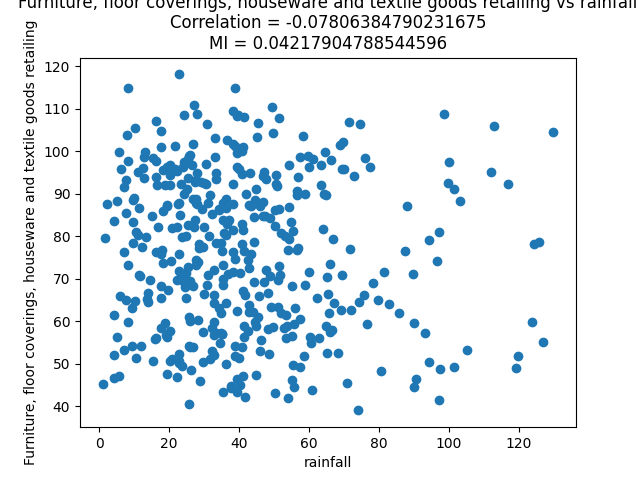 Furniture, floor coverings, houseware and textile goods retailing vs rainfall
Correlation = -0.07806384790231675
MI = 0.04217904788544596
Furniture, floor coverings, houseware and textile goods retailing
120
110
100
90
80
70
60
50
40
0 20 40 60 80 100 120
rainfall